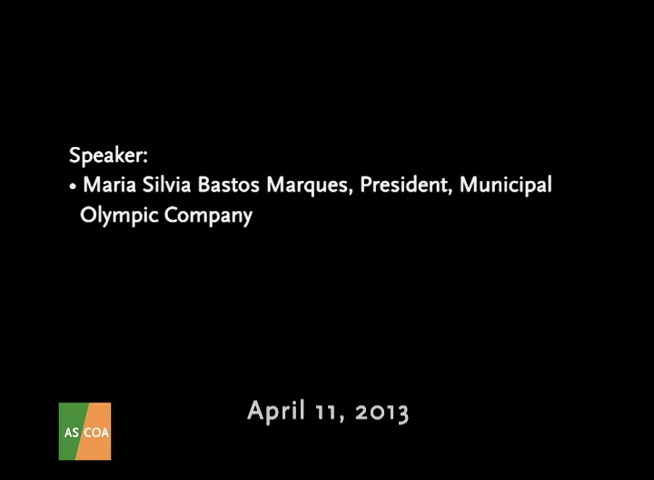 Speaker:
• Maria Silvia Bastos Marques, President, Municipal
Olympic Company
April 11, 2013
AS COA